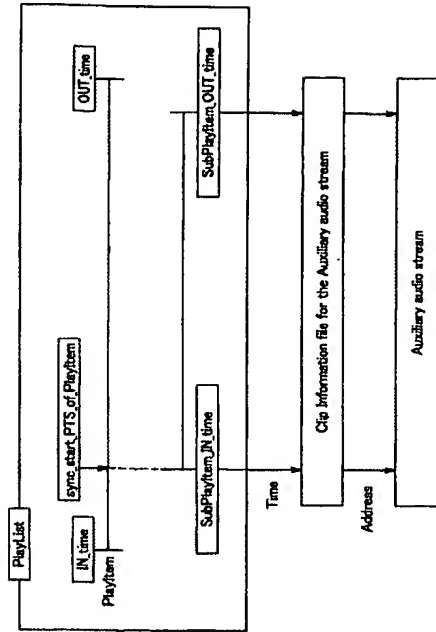 PlayList
IN_time
sync_start_PTS_of_PlayItem
OUT_time
PlayItem
SubPlayItem_IN_time
SubPlayItem_OUT_time
Time
Clip Information file for the Auxiliary audio stream
Address
Auxiliary audio stream